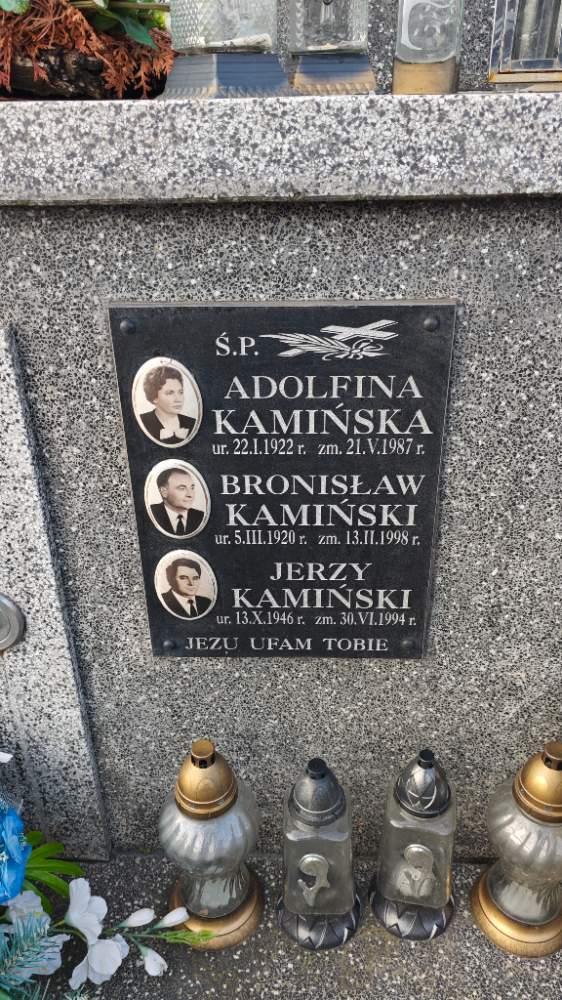 Ś.P.
ADOLFINA
KAMIŃSKA
ur. 22.I.1922 r. zm. 21.V.1987 r.
BRONISŁAW
KAMIŃSKI
ur. 5.III.1920 r. zm. 13.II.1998 r.
JERZY
KAMIŃSKI
ur. 13.X.1946 r. zm. 30.VI.1994 r.
JEZU UFAM TOBIE